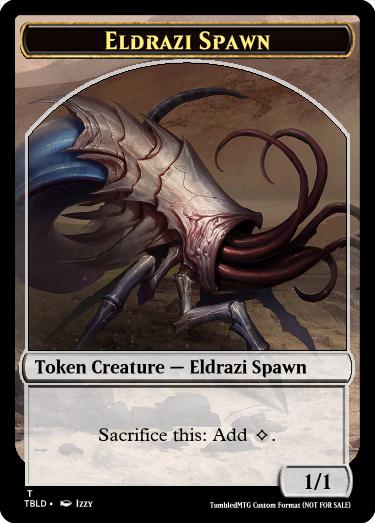 Eldrazi Spawn
Token Creature — Eldrazi Spawn
Sacrifice this: Add ◇.
1/1
T
TBLD • Izzy
TumbledMTG Custom Format (NOT FOR SALE)